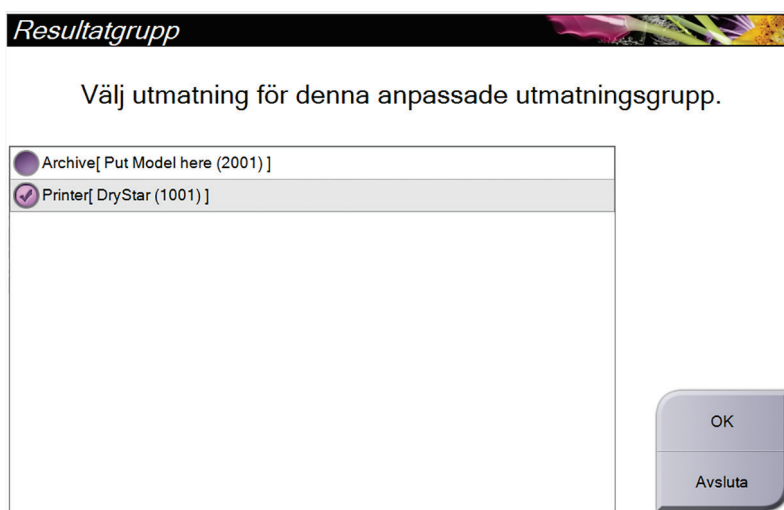 Resultatgrupp
Välj utmatning för denna anpassade utmatningsgrupp.
Archive[ Put Model here (2001) ]
Printer[ DryStar (1001) ]
OK
Avsluta